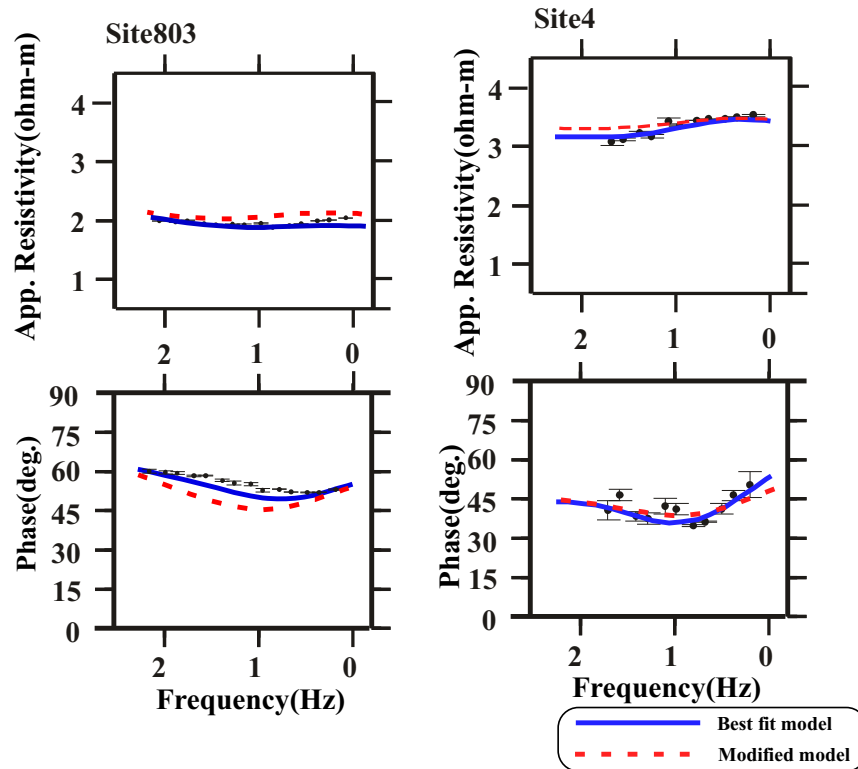 Site803
App. Resistivity(ohm-m)
4
3
2
1
2 1 0
Phase(deg.)
90
75
60
45
30
15
0
2 1 0
Frequency(Hz)
Site4
App. Resistivity(ohm-m)
4
3
2
1
2 1 0
Phase(deg.)
90
75
60
45
30
15
0
2 1 0
Frequency(Hz)
Best fit model
Modified model